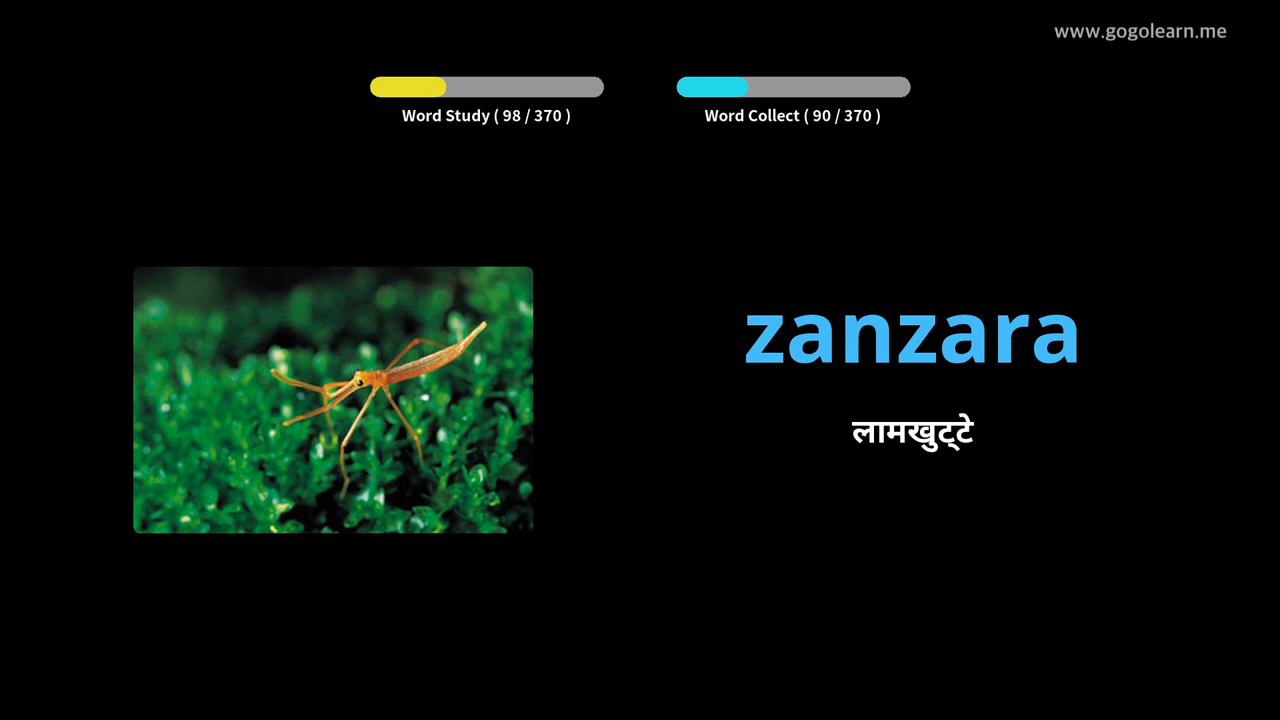 www.gogolearn.me
Word Study ( 98 / 370 )
Word Collect ( 90 / 370 )
zanzara
लामखुट्टे